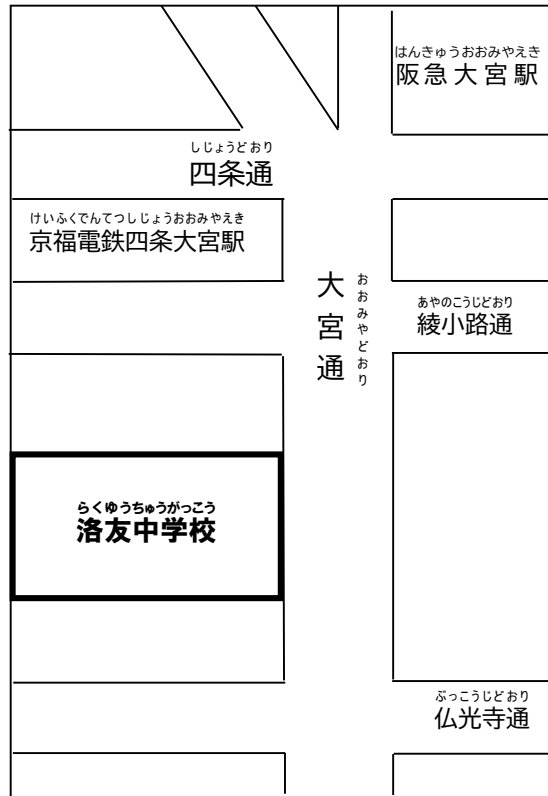 はんきゅうおおみやえき
阪急大宮駅
しじょうどおり
四条通
けいふくでんてつしじょうおおみやえき
京福電鉄四条大宮駅
大宮通
おおみやどおり
あやのこうじどおり
綾小路通
らくゆうちゅうがっこう
洛友中学校
ぶっこうじどおり
仏光寺通